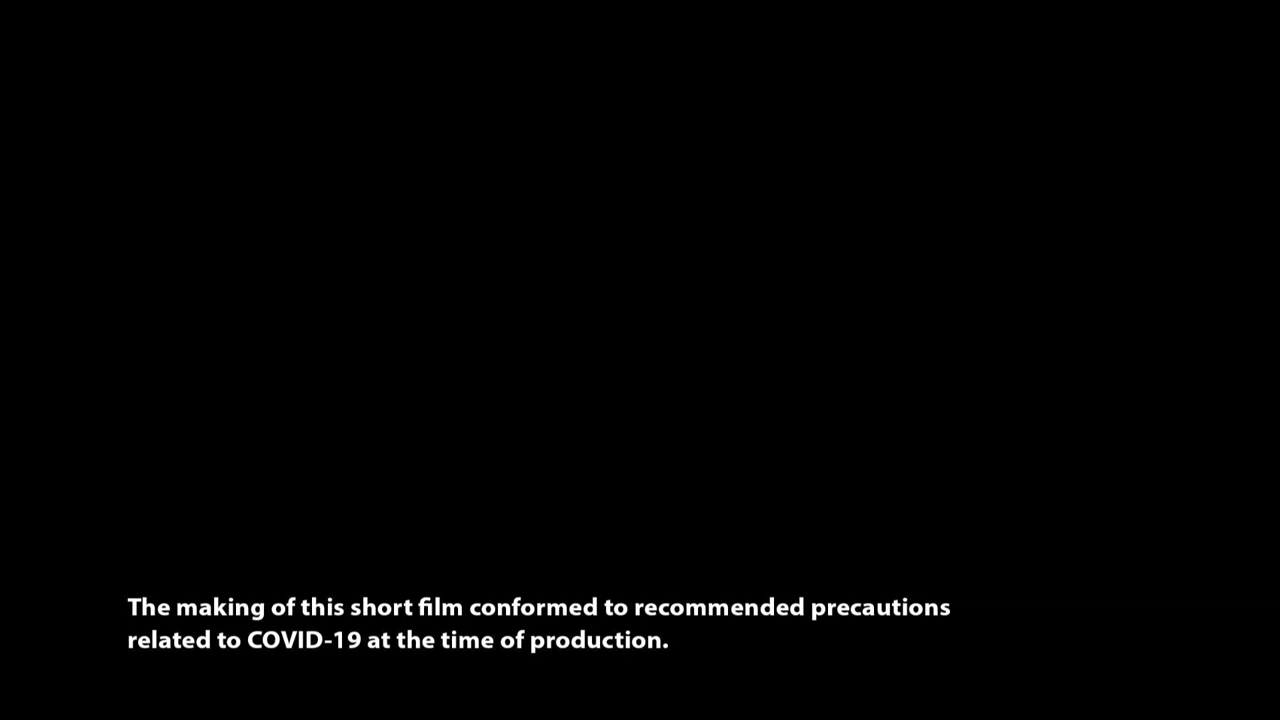 The making of this short film conformed to recommended precautions
related to COVID-19 at the time of production.